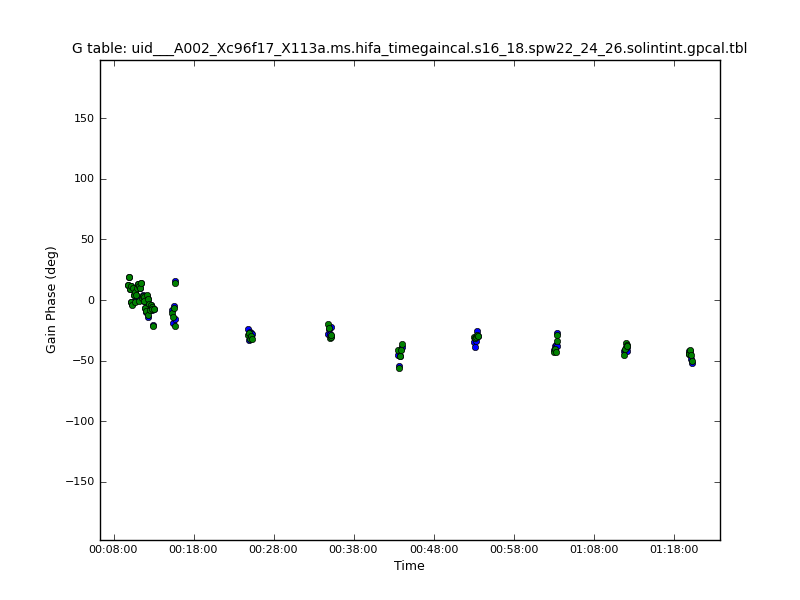 G table: uid___A002_Xc96f17_X113a.ms.hifa_timegaincal.s16_18.spw22_24_26.solintint.gpcal.tbl
150
100
50
0
−50
−100
−150
Gain Phase (deg)
00:08:00 00:18:00 00:28:00 00:38:00 00:48:00 00:58:00 01:08:00 01:18:00
Time